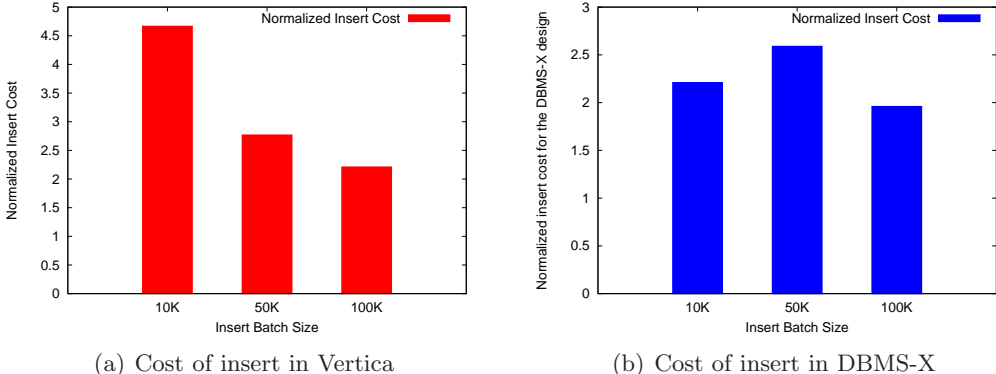 5
4.5
4
3.5
3
2.5
2
1.5
1
0.5
0
Normalized Insert Cost
Normalized Insert Cost
10K 50K 100K
Insert Batch Size
(a) Cost of insert in Vertica
3
2.5
2
1.5
1
0.5
0
Normalized insert cost for the DBMS-X design
Normalized Insert Cost
10K 50K 100K
Insert Batch Size
(b) Cost of insert in DBMS-X